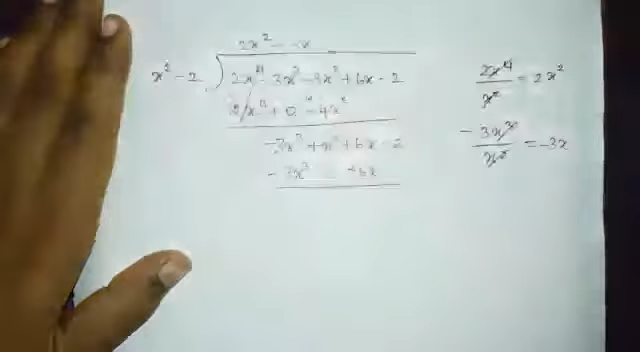 2x² - 3x
x² - 2 ) 2x⁴ - 3x³ - 3x² + 6x - 2
2x⁴ + 0 - 4x²
- 3x³ + x² + 6x - 2
- 3x³ + 6x
2x⁴/x² = 2x²
- 3x³/x² = -3x